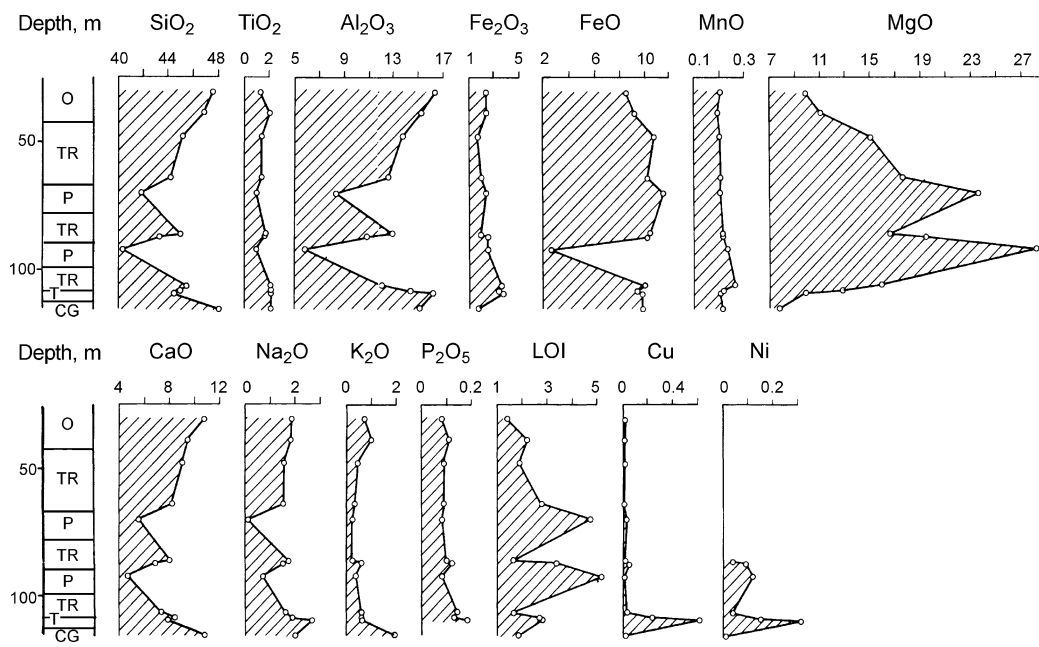 Depth, m SiO₂ TiO₂ Al₂O₃ Fe₂O₃ FeO MnO MgO
40 44 48 0 2 5 9 13 17 1 5 2 6 10 0.1 0.3 7 11 15 19 23 27
O
50
TR
P
TR
P
100
TR
T
CG
Depth, m CaO Na₂O K₂O P₂O₅ LOI Cu Ni
4 8 12 0 2 0 2 0 0.2 1 3 5 0 0.4 0 0.2
O
50
TR
P
TR
P
100
TR
T
CG